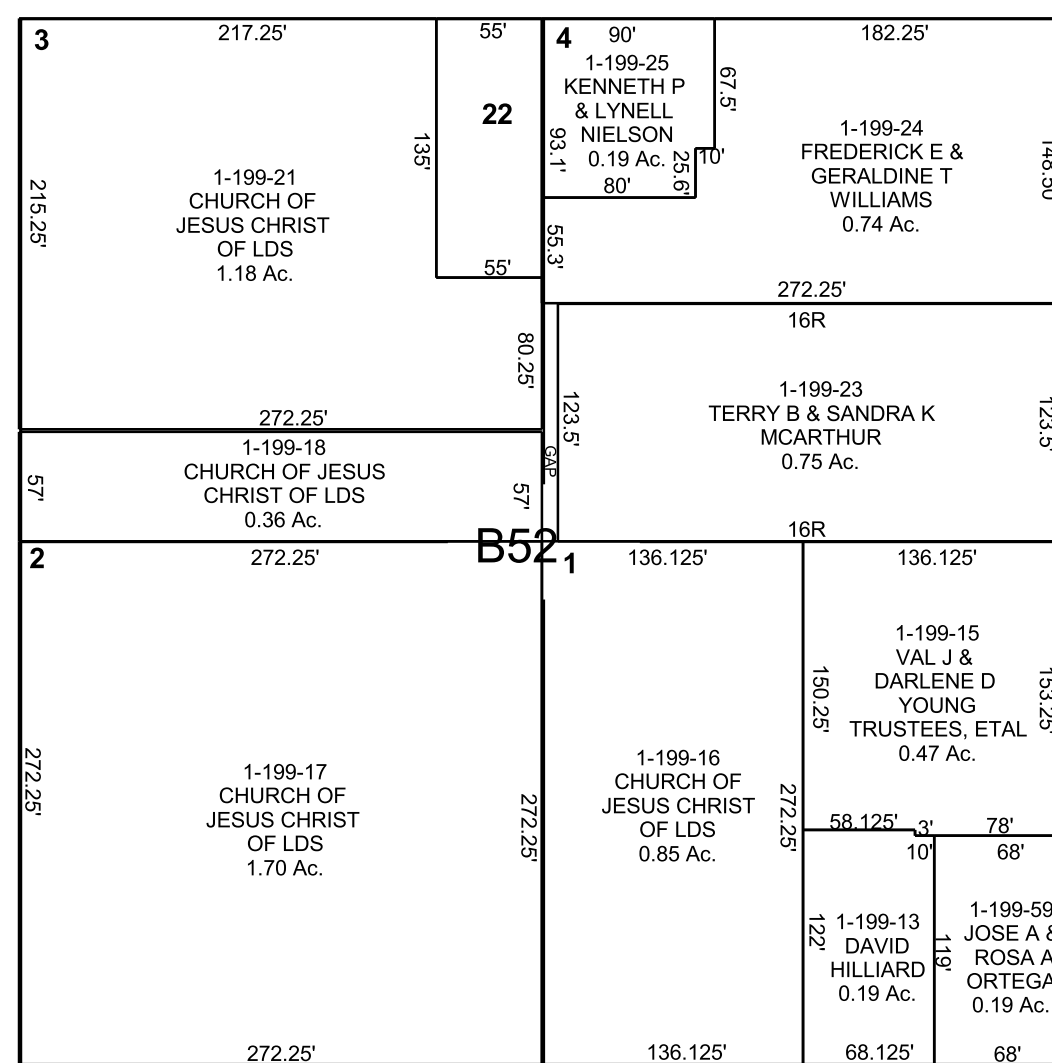 3
217.25'
55'
4
90'
182.25'
1-199-25
KENNETH P
& LYNELL
NIELSON
0.19 Ac.
67.5'
10'
25.6'
80'
93.1'
55.3'
22
135'
55'
80.25'
1-199-21
CHURCH OF
JESUS CHRIST
OF LDS
1.18 Ac.
215.25'
272.25'
1-199-24
FREDERICK E &
GERALDINE T
WILLIAMS
0.74 Ac.
148.50'
272.25'
16R
1-199-23
TERRY B & SANDRA K
MCARTHUR
0.75 Ac.
123.5'
123.5'
GAP
16R
1-199-18
CHURCH OF JESUS
CHRIST OF LDS
0.36 Ac.
57'
57'
B52
2
272.25'
1
136.125'
136.125'
1-199-17
CHURCH OF
JESUS CHRIST
OF LDS
1.70 Ac.
272.25'
272.25'
272.25'
1-199-16
CHURCH OF
JESUS CHRIST
OF LDS
0.85 Ac.
272.25'
136.125'
1-199-15
VAL J &
DARLENE D
YOUNG
TRUSTEES, ETAL
0.47 Ac.
150.25'
153.25'
58.125'
3'
78'
10'
68'
1-199-13
DAVID
HILLIARD
0.19 Ac.
122'
119'
68.125'
1-199-59
JOSE A &
ROSA A
ORTEGA
0.19 Ac.
68'